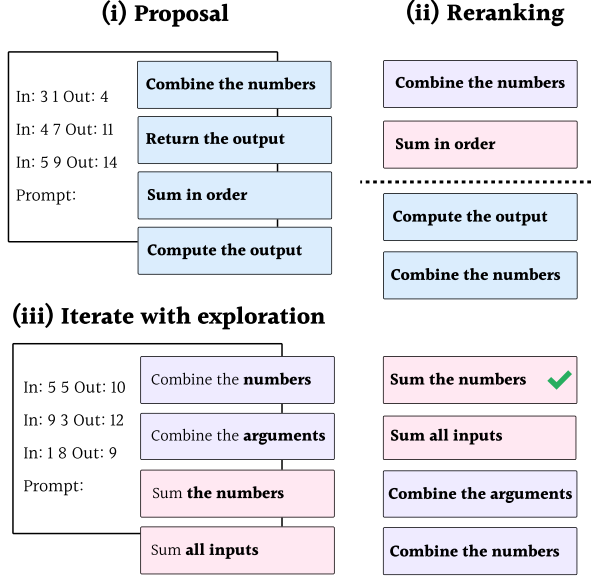 (i) Proposal
In: 3 1 Out: 4
In: 4 7 Out: 11
In: 5 9 Out: 14
Prompt:
Combine the numbers
Return the output
Sum in order
Compute the output
(ii) Reranking
Combine the numbers
Sum in order
Compute the output
Combine the numbers
(iii) Iterate with exploration
In: 5 5 Out: 10
In: 9 3 Out: 12
In: 1 8 Out: 9
Prompt:
Combine the numbers
Combine the arguments
Sum the numbers
Sum all inputs
Sum the numbers
Sum all inputs
Combine the arguments
Combine the numbers